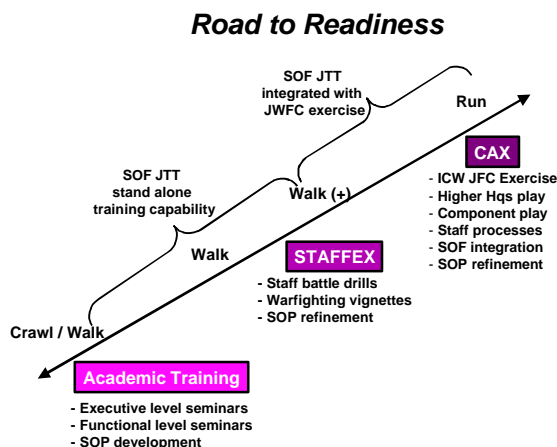 Road to Readiness
SOF JTT
integrated with
JWFC exercise
Run
CAX
- ICW JFC Exercise
- Higher Hqs play
- Component play
- Staff processes
- SOF integration
- SOP refinement
SOF JTT
stand alone
training capability
Walk (+)
Walk
STAFFEX
- Staff battle drills
- Warfighting vignettes
- SOP refinement
Crawl / Walk
Academic Training
- Executive level seminars
- Functional level seminars
- SOP development